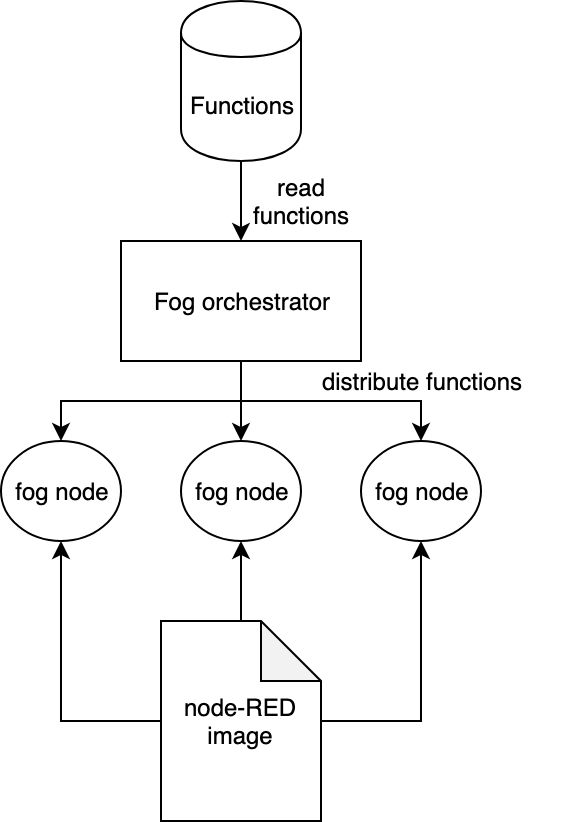 Functions
read
functions
Fog orchestrator
distribute functions
fog node
fog node
fog node
node-RED
image